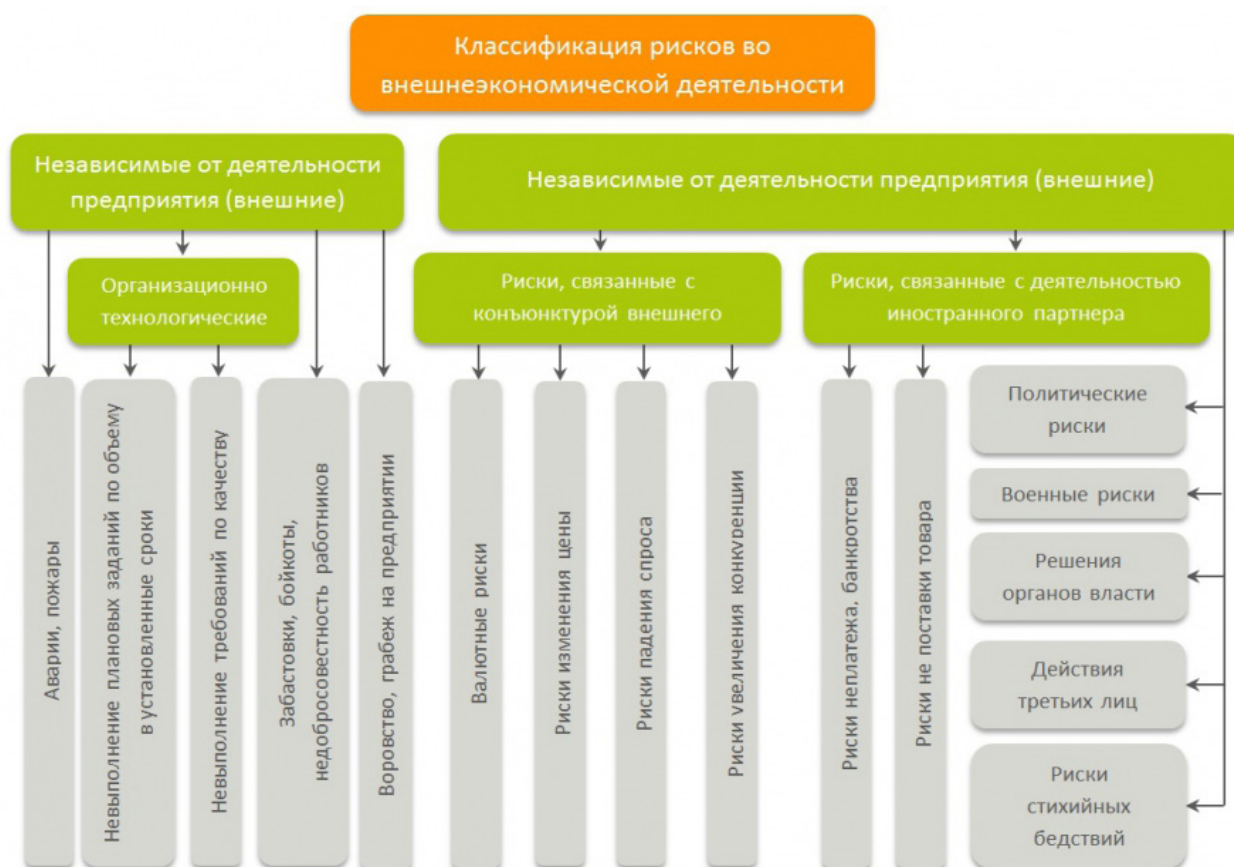 Классификация рисков во
внешнеэкономической деятельности
Независимые от деятельности
предприятия (внешние)
Независимые от деятельности предприятия (внешние)
Организационно
технологические
Риски, связанные с
конъюнктурой внешнего
Риски, связанные с деятельностью
иностранного партнера
Аварии, пожары
Невыполнение плановых заданий по объему
в установленные сроки
Невыполнение требований по качеству
Забастовки, бойкоты,
недобросовестность работников
Воровство, грабеж на предприятии
Валютные риски
Риски изменения цены
Риски падения спроса
Риски увеличения конкуренции
Риски неплатежа, банкротства
Риски не поставки товара
Политические
риски
Военные риски
Решения
органов власти
Действия
третьих лиц
Риски
стихийных
бедствий